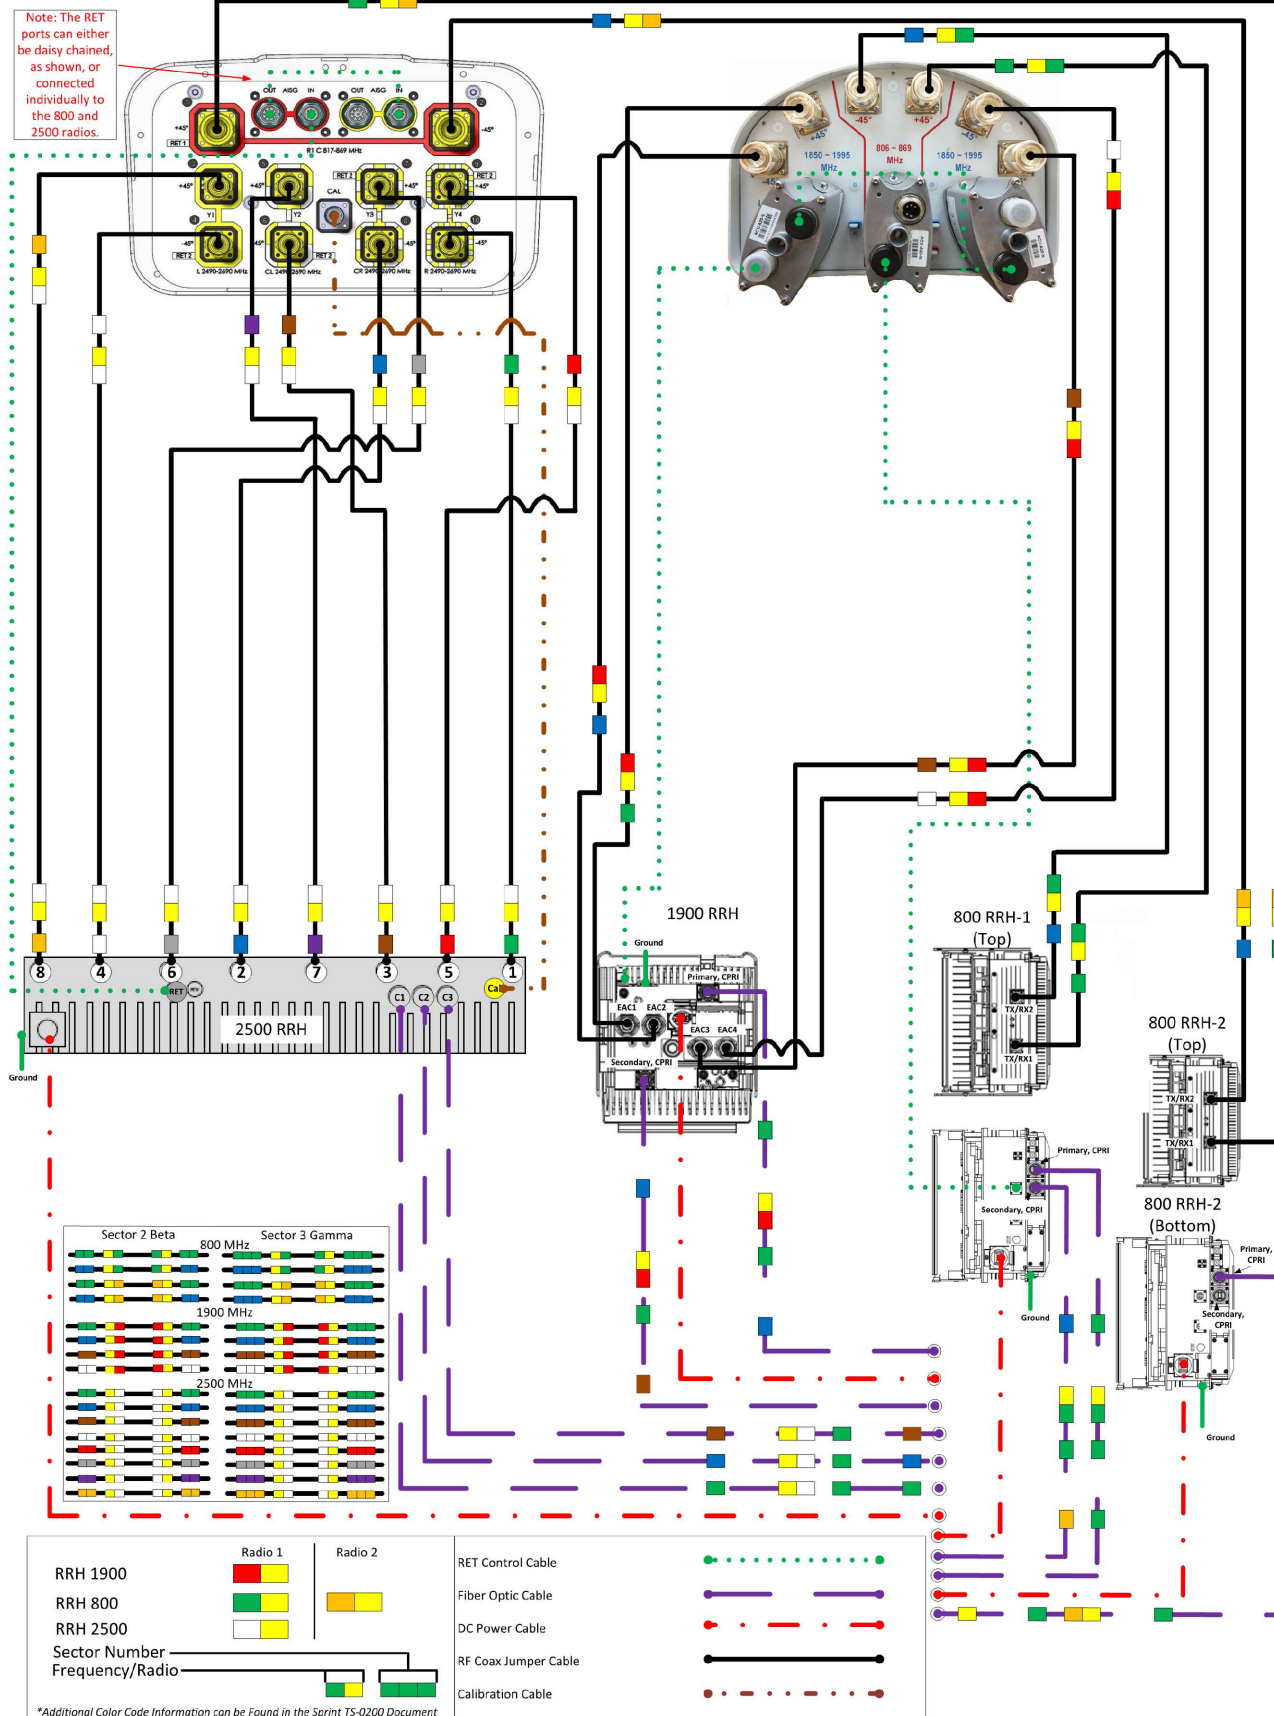 Note: The RET
ports can either
be daisy chained,
as shown, or
connected
individually to
the 800 and
2500 radios.
OUT AISG IN
OUT AISG IN
+45°
-45°
RET 1
R1 C 817-869 MHz
+45°
RET 2
+45°
RET 2
CAL
Y1
Y2
Y3
Y4
-45°
-45°
-45°
RET 2
RET 2
L 2490-2690 MHz
CL 2490-2690 MHz
CR 2490-2690 MHz
R 2490-2690 MHz
+45°
-45°
+45°
-45°
-45°
1850 ~ 1995
MHz
806 ~ 869
MHz
1850 ~ 1995
MHz
1900 RRH
Ground
Primary, CPRI
EAC1
EAC2
EAC3
EAC4
Secondary, CPRI
800 RRH-1
(Top)
TX/RX2
TX/RX1
800 RRH-2
(Top)
TX/RX2
TX/RX1
8
4
6
2
7
3
5
1
RET
Cal
C1
C2
C3
2500 RRH
Ground
Primary, CPRI
Secondary, CPRI
Ground
800 RRH-2
(Bottom)
Primary,
CPRI
Secondary,
CPRI
Ground
Sector 2 Beta
Sector 3 Gamma
800 MHz
1900 MHz
2500 MHz
Radio 1
Radio 2
RRH 1900
RRH 800
RRH 2500
Sector Number
Frequency/Radio
*Additional Color Code Information can be Found in the Sprint TS-0200 Document
RET Control Cable
Fiber Optic Cable
DC Power Cable
RF Coax Jumper Cable
Calibration Cable